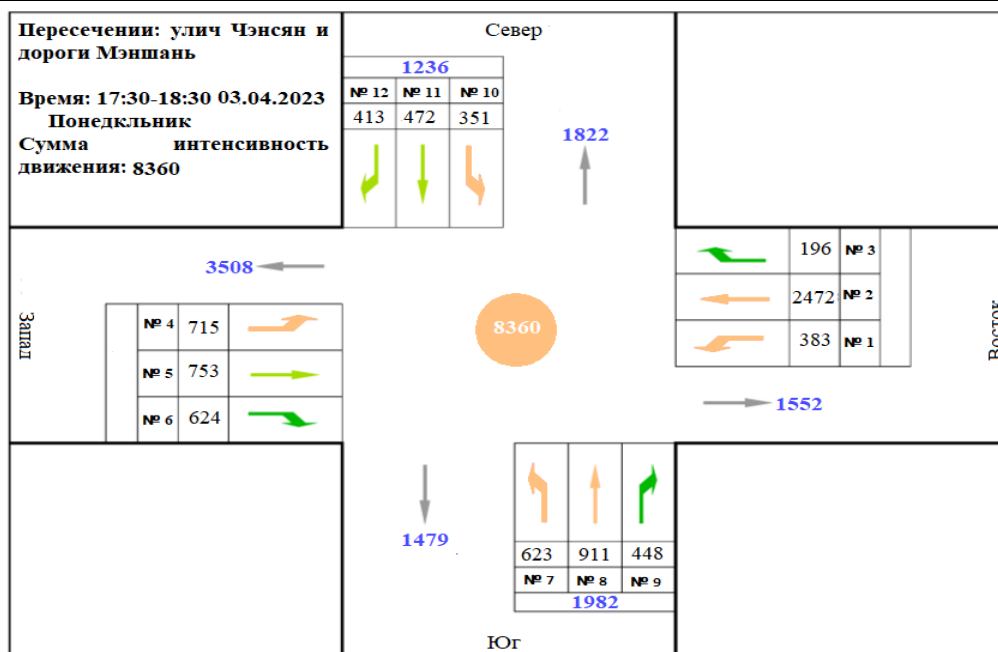 Пересечении: улич Чэнсян и
дороги Мэншань
Время: 17:30-18:30 03.04.2023
Понедкльник
Сумма интенсивность
движения: 8360
Север
1236
№ 12 № 11 № 10
413 472 351
1822
3508
196 № 3
2472 № 2
383 № 1
Запад
№ 4 715
№ 5 753
№ 6 624
8360
Восток
1552
1479
623 911 448
№ 7 № 8 № 9
1982
Юг